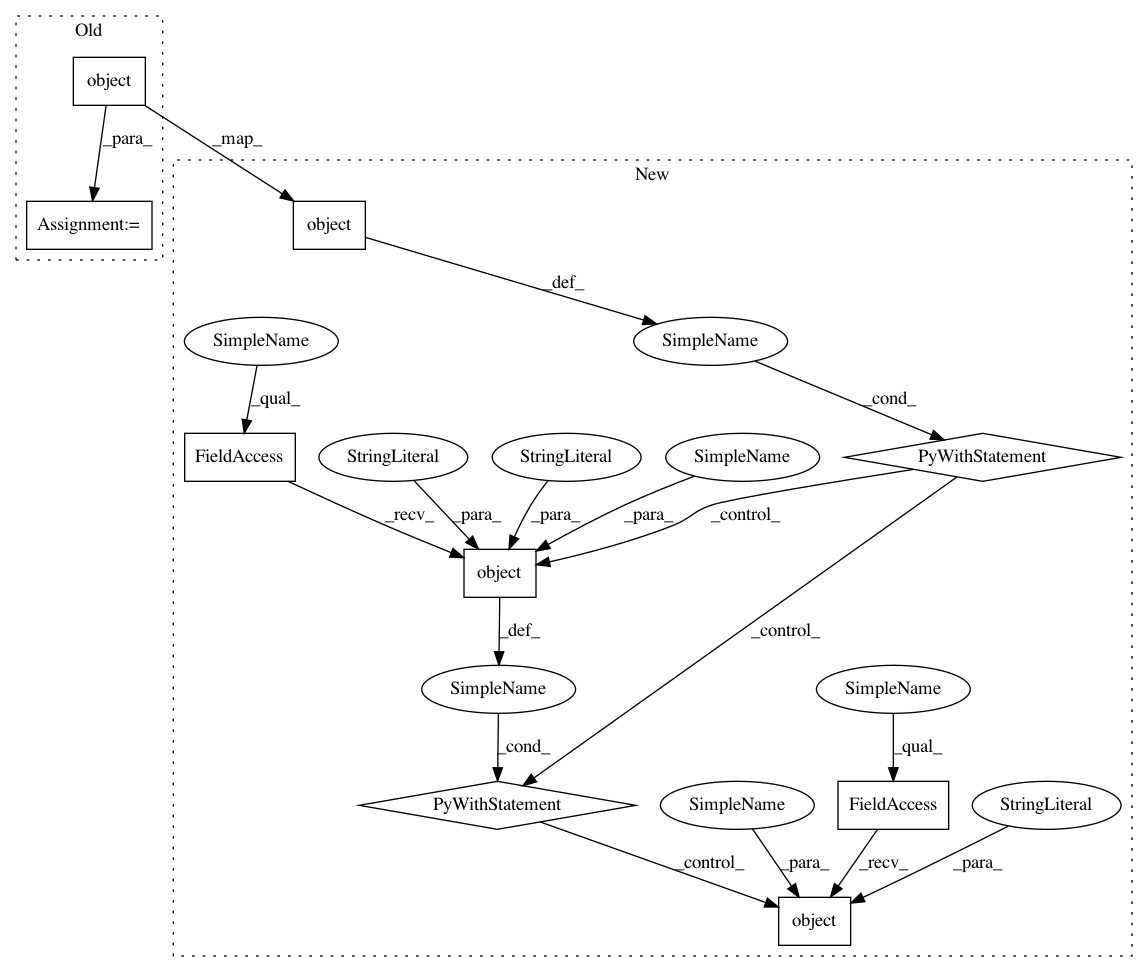 Old
object
_para_
_map_
New
Assignment:=
object
_def_
SimpleName
SimpleName
_qual_
_cond_
FieldAccess
StringLiteral
StringLiteral
SimpleName
PyWithStatement
_recv_
_para_
_para_
_para_
_control_
object
_def_
_control_
SimpleName
SimpleName
_cond_
_qual_
PyWithStatement
SimpleName
FieldAccess
StringLiteral
_control_
_para_
_recv_
_para_
object